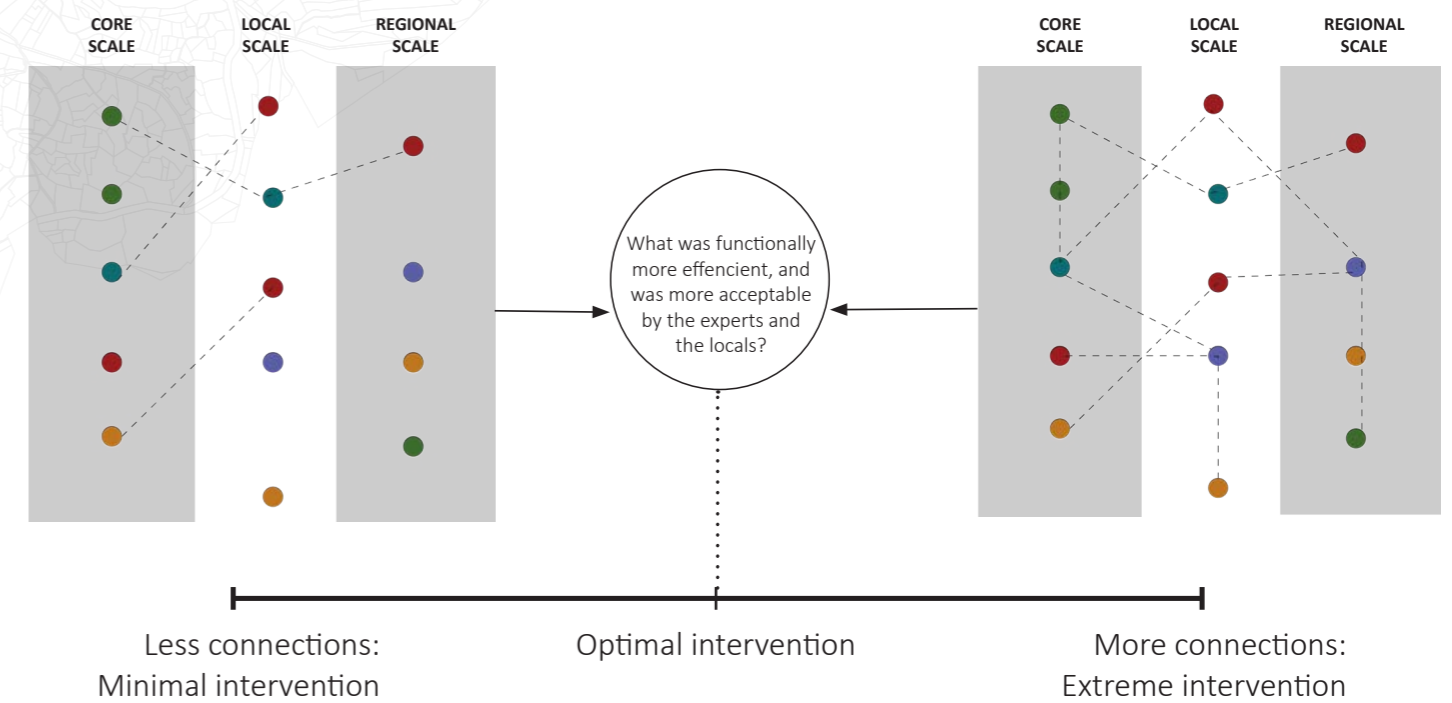 CORE
SCALE
LOCAL
SCALE
REGIONAL
SCALE
CORE
SCALE
LOCAL
SCALE
REGIONAL
SCALE
What was functionally
more effencient, and
was more acceptable
by the experts and
the locals?
Less connections:
Minimal intervention
Optimal intervention
More connections:
Extreme intervention